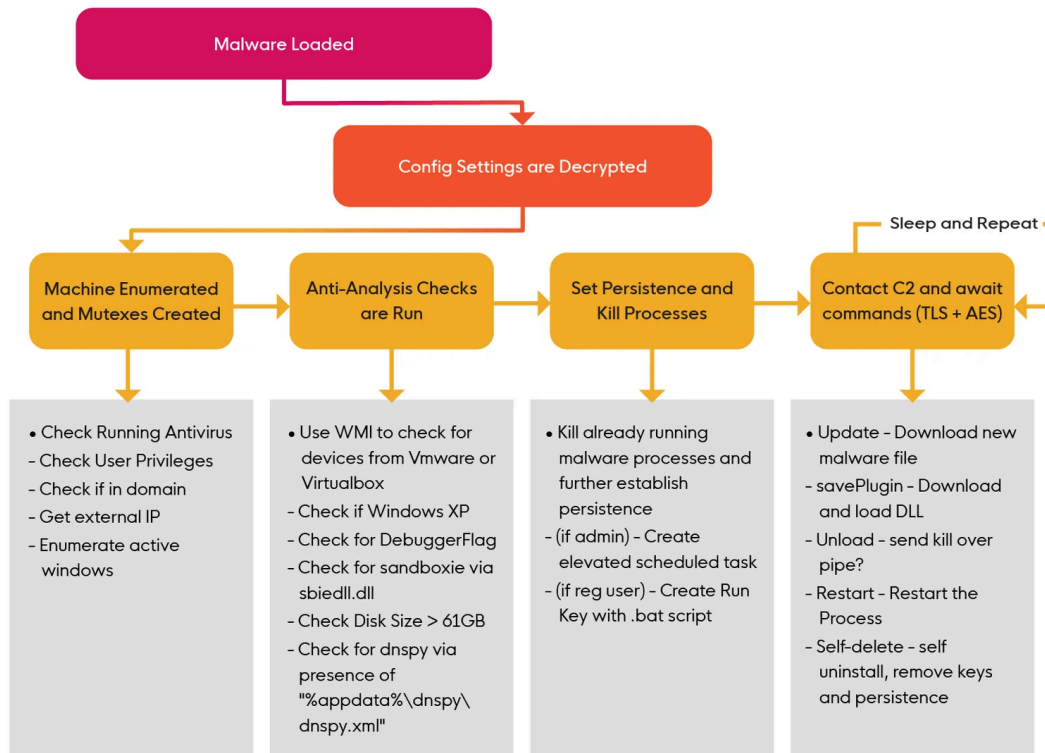 Malware Loaded
Config Settings are Decrypted
Sleep and Repeat
Machine Enumerated
and Mutexes Created
Anti-Analysis Checks
are Run
Set Persistence and
Kill Processes
Contact C2 and await
commands (TLS + AES)
• Check Running Antivirus
- Check User Privileges
- Check if in domain
- Get external IP
- Enumerate active
windows
• Use WMI to check for
devices from Vmware or
Virtualbox
- Check if Windows XP
- Check for DebuggerFlag
- Check for sandboxie via
sbiedll.dll
- Check Disk Size > 61GB
- Check for dnspy via
presence of
"%appdata%\dnspy\
dnspy.xml"
• Kill already running
malware processes and
further establish
persistence
- (if admin) - Create
elevated scheduled task
- (if reg user) - Create Run
Key with .bat script
• Update - Download new
malware file
- savePlugin - Download
and load DLL
- Unload - send kill over
pipe?
- Restart - Restart the
Process
- Self-delete - self
uninstall, remove keys
and persistence